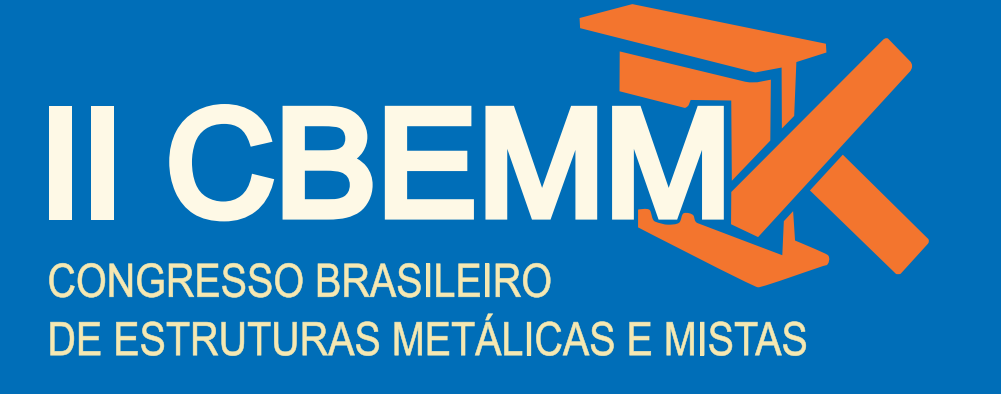 II CBEMM
CONGRESSO BRASILEIRO
DE ESTRUTURAS METÁLICAS E MISTAS